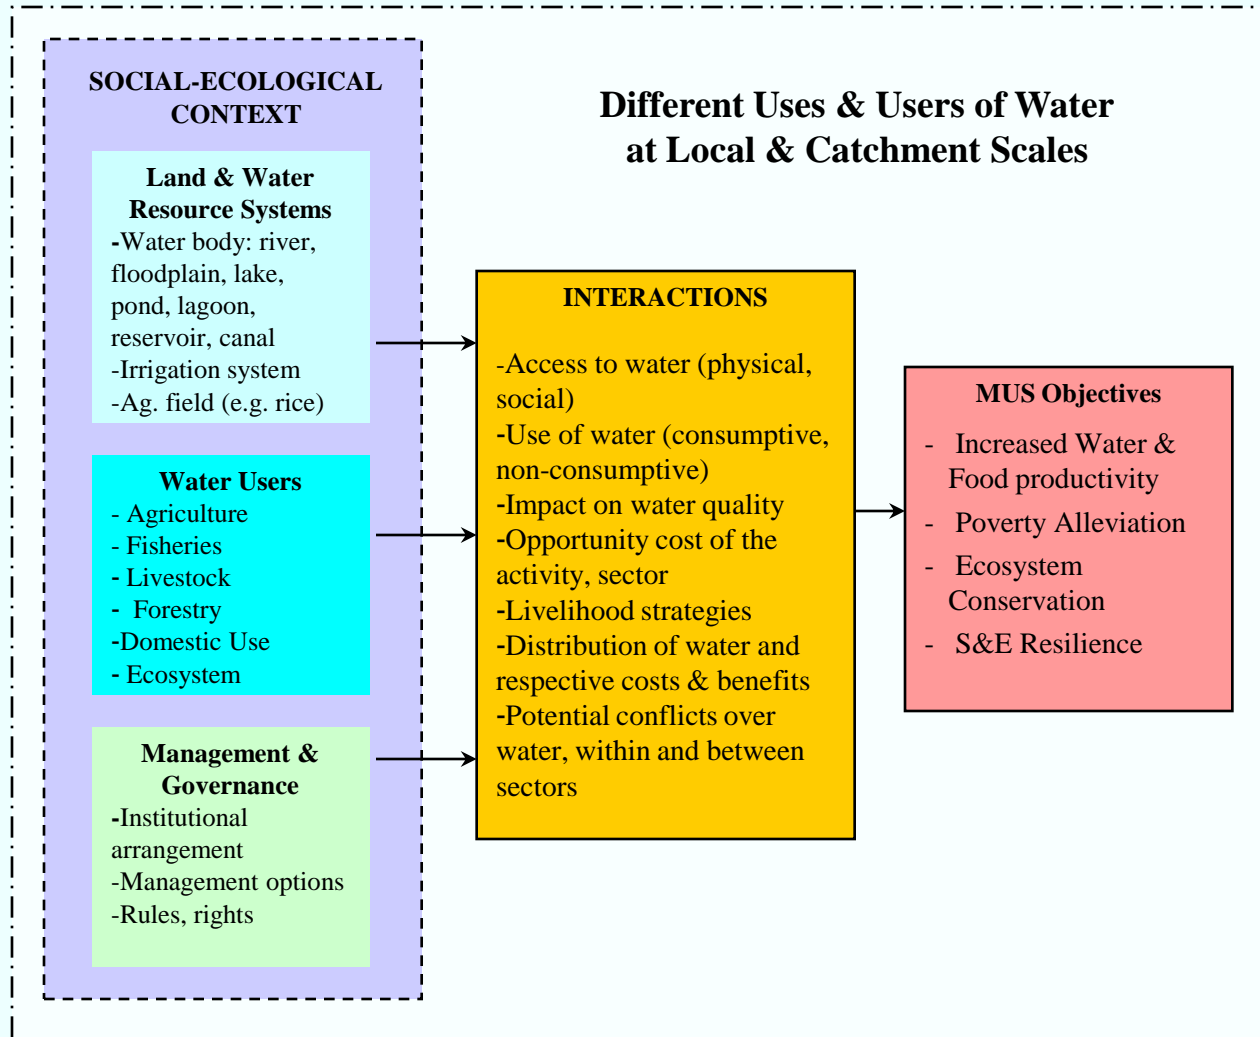 SOCIAL-ECOLOGICAL
CONTEXT
Different Uses & Users of Water
at Local & Catchment Scales
Land & Water
Resource Systems
-Water body: river,
floodplain, lake,
pond, lagoon,
reservoir, canal
-Irrigation system
-Ag. field (e.g. rice)
Water Users
- Agriculture
- Fisheries
- Livestock
- Forestry
-Domestic Use
- Ecosystem
Management &
Governance
-Institutional
arrangement
-Management options
-Rules, rights
INTERACTIONS
-Access to water (physical,
social)
-Use of water (consumptive,
non-consumptive)
-Impact on water quality
-Opportunity cost of the
activity, sector
-Livelihood strategies
-Distribution of water and
respective costs & benefits
-Potential conflicts over
water, within and between
sectors
MUS Objectives
- Increased Water &
Food productivity
- Poverty Alleviation
- Ecosystem
Conservation
- S&E Resilience